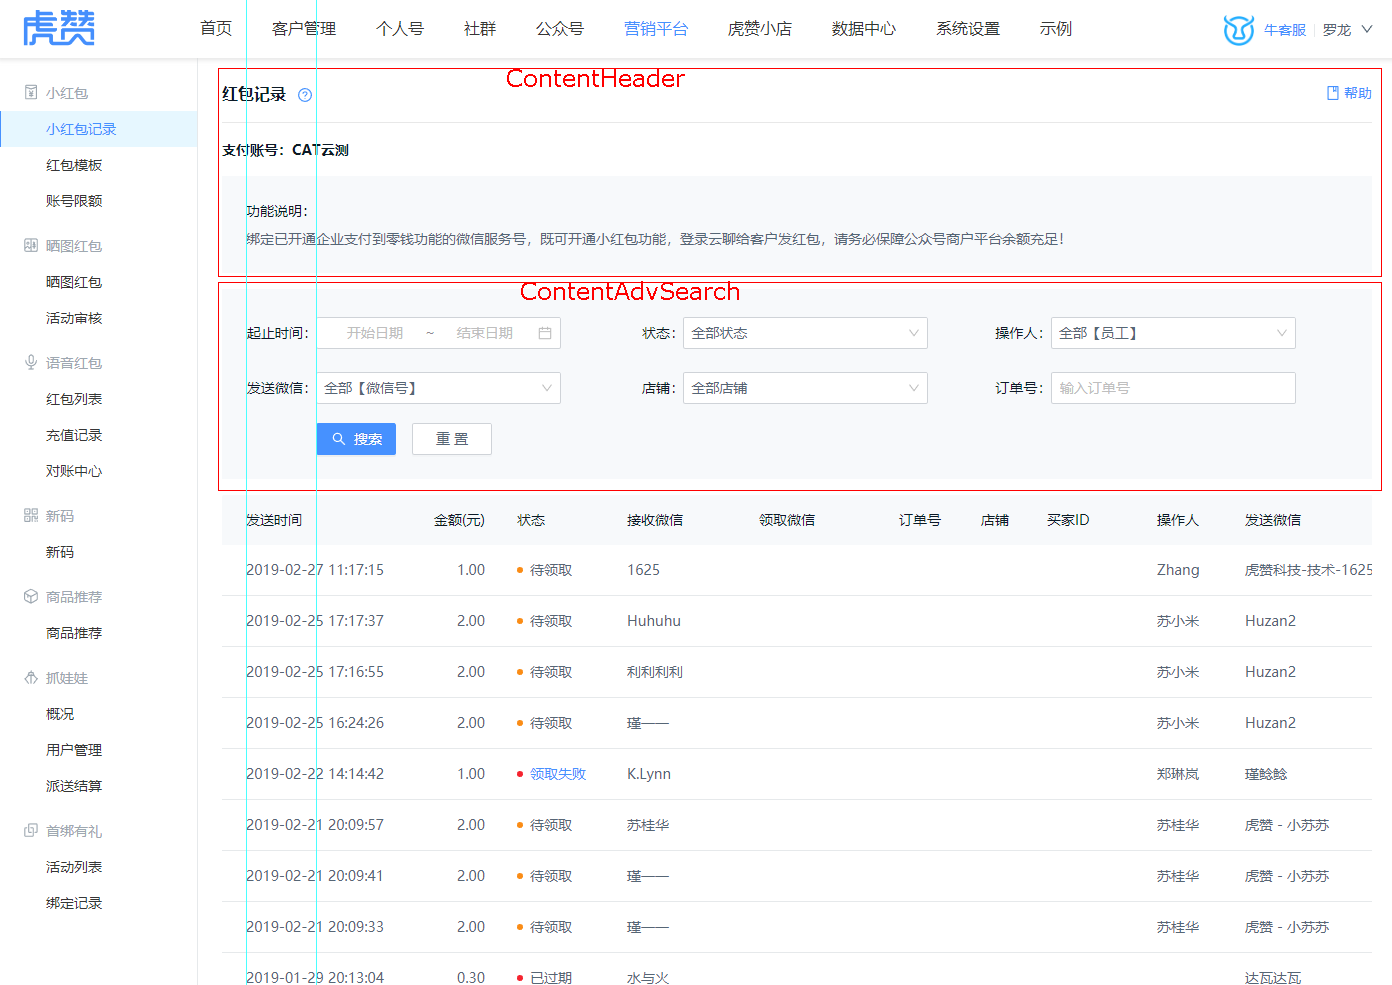 虎赞
首页 客户管理 个人号 社群 公众号 营销平台 虎赞小店 数据中心 系统设置 示例 牛客服 罗龙
小红包
小红包记录
红包模板
账号限额
晒图红包
晒图红包
活动审核
语音红包
红包列表
充值记录
对账中心
新码
新码
商品推荐
商品推荐
抓娃娃
概况
用户管理
派送结算
首绑有礼
活动列表
绑定记录
ContentHeader
红包记录 帮助
支付账号：CAT云测
功能说明：
绑定已开通企业支付到零钱功能的微信服务号，既可开通小红包功能，登录云聊给客户发红包，请务必保障公众号商户平台余额充足！
ContentAdvSearch
起止时间： 开始日期 ~ 结束日期 状态： 全部状态 操作人： 全部【员工】
发送微信： 全部【微信号】 店铺： 全部店铺 订单号： 输入订单号
搜索 重 置
发送时间 金额(元) 状态 接收微信 领取微信 订单号 店铺 买家ID 操作人 发送微信
2019-02-27 11:17:15 1.00 待领取 1625 Zhang 虎赞科技-技术-1625
2019-02-25 17:17:37 2.00 待领取 Huhuhu 苏小米 Huzan2
2019-02-25 17:16:55 2.00 待领取 利利利利 苏小米 Huzan2
2019-02-25 16:24:26 2.00 待领取 瑾—— 苏小米 Huzan2
2019-02-22 14:14:42 1.00 领取失败 K.Lynn 郑琳岚 瑾鲶鲶
2019-02-21 20:09:57 2.00 待领取 苏桂华 苏桂华 虎赞 - 小苏苏
2019-02-21 20:09:41 2.00 待领取 瑾—— 苏桂华 虎赞 - 小苏苏
2019-02-21 20:09:33 2.00 待领取 瑾—— 苏桂华 虎赞 - 小苏苏
2019-01-29 20:13:04 0.30 已过期 水与火 达瓦达瓦